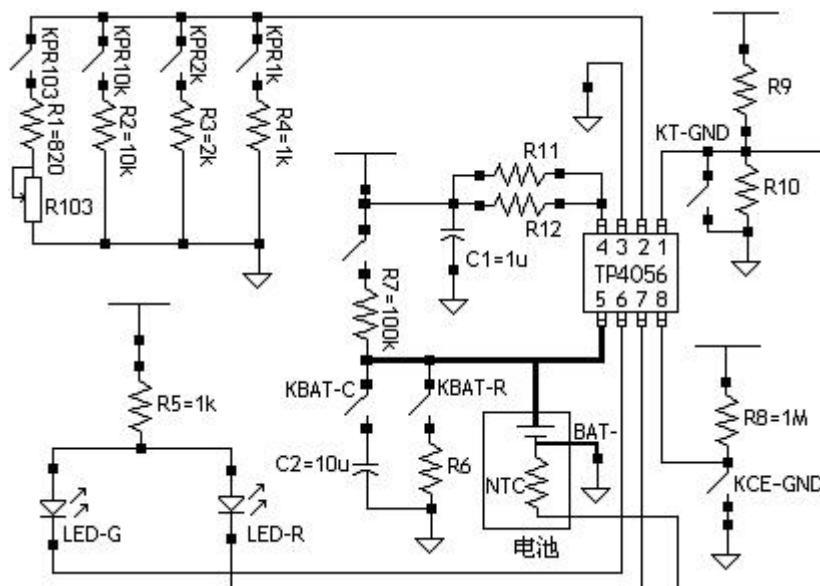 KPR103
KPR10k
KPR2k
KPR1k
R1=820
R2=10k
R3=2k
R4=1k
R103
R9
KT-GND
R10
R11
R12
C1=1u
4 3 2 1
TP4056
5 6 7 8
R7=100k
R5=1k
KBAT-C
KBAT-R
BAT-
R8=1M
C2=10u
R6
NTC
KCE-GND
LED-G
LED-R
电池